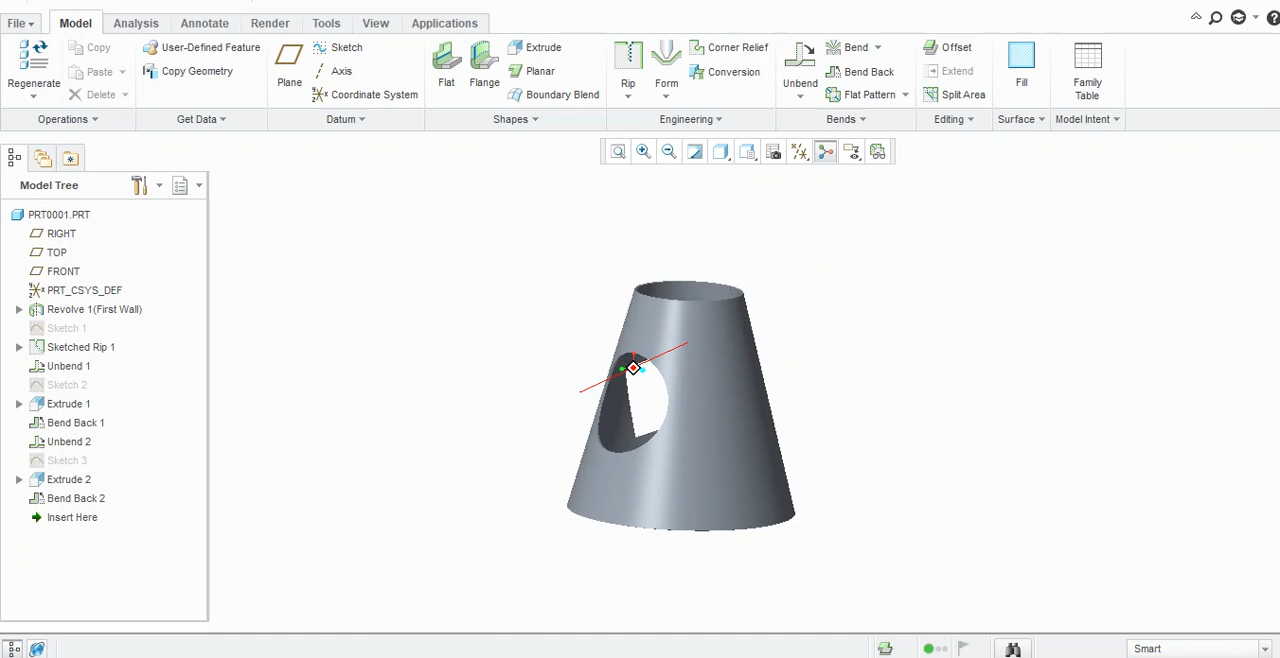 File Model Analysis Annotate Render Tools View Applications
Regenerate
Copy
Paste
Delete
User-Defined Feature
Copy Geometry
Plane
Sketch
Axis
Coordinate System
Flat
Flange
Extrude
Planar
Boundary Blend
Rip
Form
Corner Relief
Conversion
Unbend
Bend
Bend Back
Flat Pattern
Offset
Extend
Split Area
Fill
Family
Table
Operations Get Data Datum Shapes Engineering Bends Editing Surface Model Intent
Model Tree
PRT0001.PRT
RIGHT
TOP
FRONT
PRT_CSYS_DEF
Revolve 1(First Wall)
Sketch 1
Sketched Rip 1
Unbend 1
Sketch 2
Extrude 1
Bend Back 1
Unbend 2
Sketch 3
Extrude 2
Bend Back 2
Insert Here
Smart